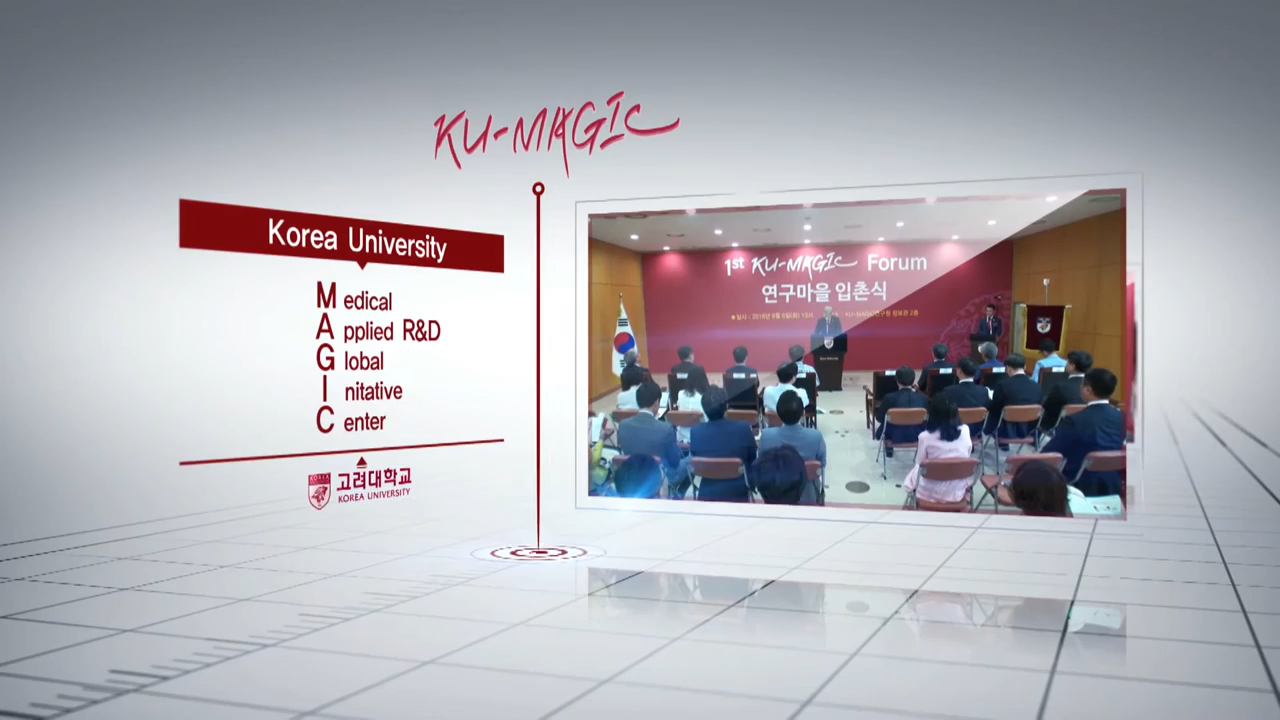 KU-MAGIC
Korea University
Medical
Applied R&D
Global
Initative
Center
KOREA
고려대학교
KOREA UNIVERSITY
1st KU-MAGIC Forum
연구마을 입촌식